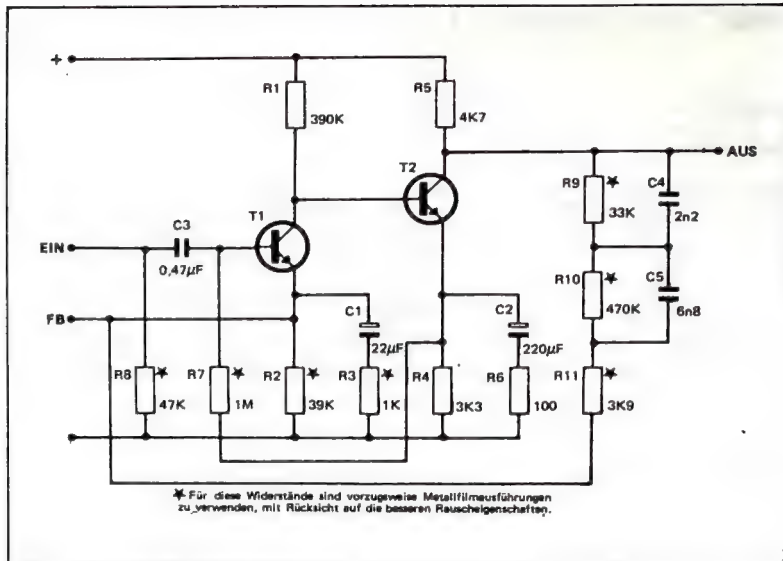 +
R1
390K
R5
4K7
AUS
T2
R9 ★
33K
C4
2n2
T1
C3
0,47µF
EIN
R10 ★
470K
C5
6n8
FB
C1
22µF
C2
220µF
R8 ★
47K
R7 ★
1M
R2 ★
39K
R3 ★
1K
R4
3K3
R6
100
R11 ★
3K9
★ Für diese Widerstände sind vorzugsweise Metallfilmausführungen
zu verwenden, mit Rücksicht auf die besseren Rauscheigenschaften.